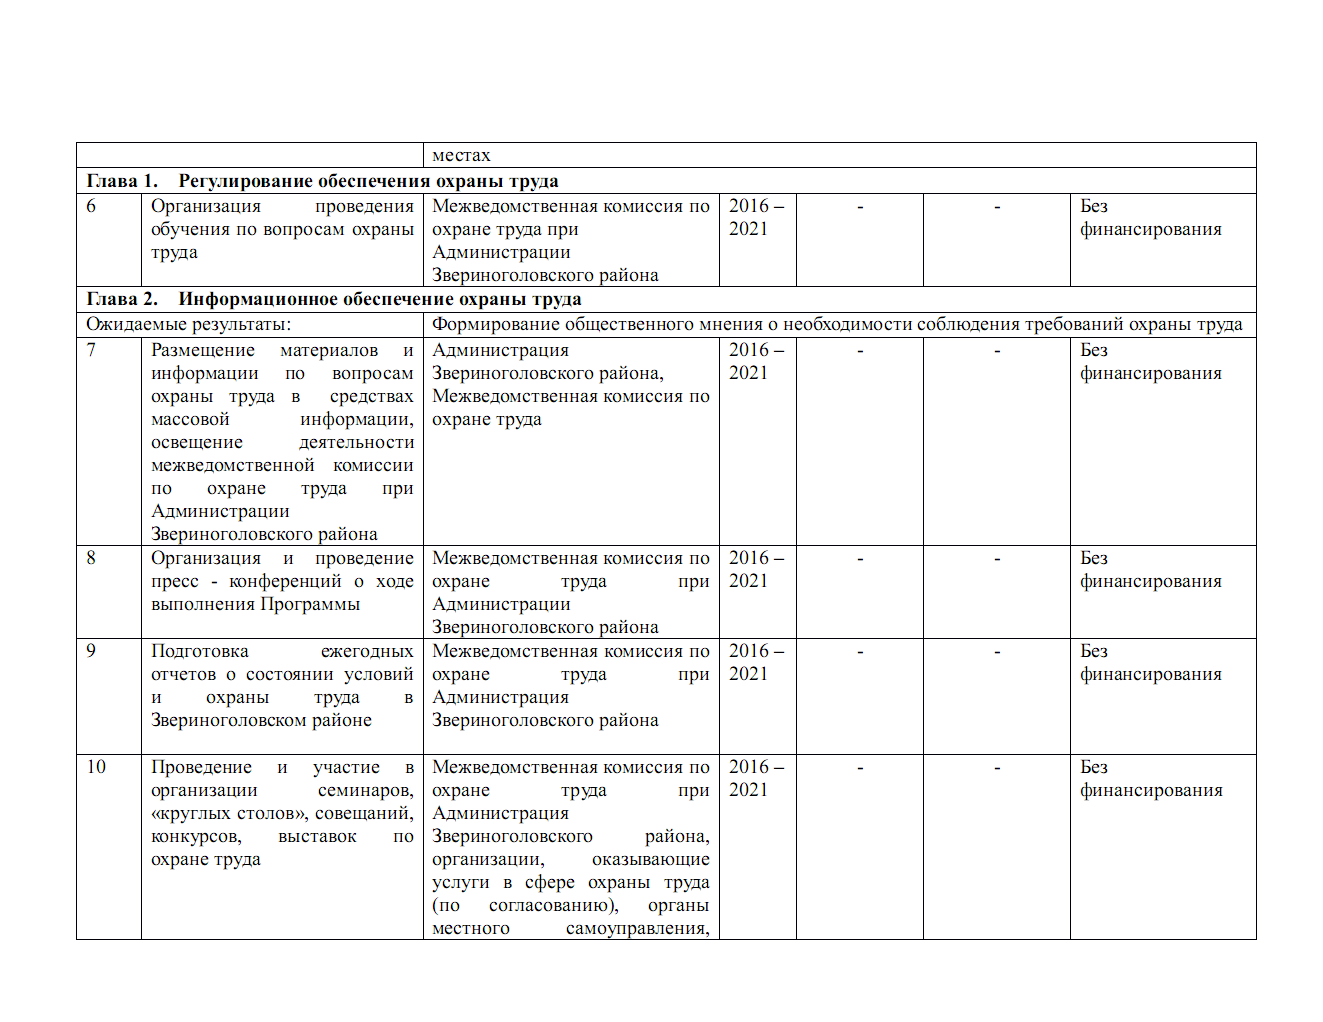 местах
Глава 1. Регулирование обеспечения охраны труда
6 Организация проведения Межведомственная комиссия по 2016 – - - Без
обучения по вопросам охраны охране труда при 2021 финансирования
труда Администрации
Звериноголовского района
Глава 2. Информационное обеспечение охраны труда
Ожидаемые результаты: Формирование общественного мнения о необходимости соблюдения требований охраны труда
7 Размещение материалов и Администрация 2016 – - - Без
информации по вопросам Звериноголовского района, 2021 финансирования
охраны труда в средствах Межведомственная комиссия по
массовой информации, охране труда
освещение деятельности
межведомственной комиссии
по охране труда при
Администрации
Звериноголовского района
8 Организация и проведение Межведомственная комиссия по 2016 – - - Без
пресс - конференций о ходе охране труда при 2021 финансирования
выполнения Программы Администрации
Звериноголовского района
9 Подготовка ежегодных Межведомственная комиссия по 2016 – - - Без
отчетов о состоянии условий охране труда при 2021 финансирования
и охраны труда в Администрация
Звериноголовском районе Звериноголовского района
10 Проведение и участие в Межведомственная комиссия по 2016 – - - Без
организации семинаров, охране труда при 2021 финансирования
«круглых столов», совещаний, Администрация
конкурсов, выставок по Звериноголовского района,
охране труда организации, оказывающие
услуги в сфере охраны труда
(по согласованию), органы
местного самоуправления,